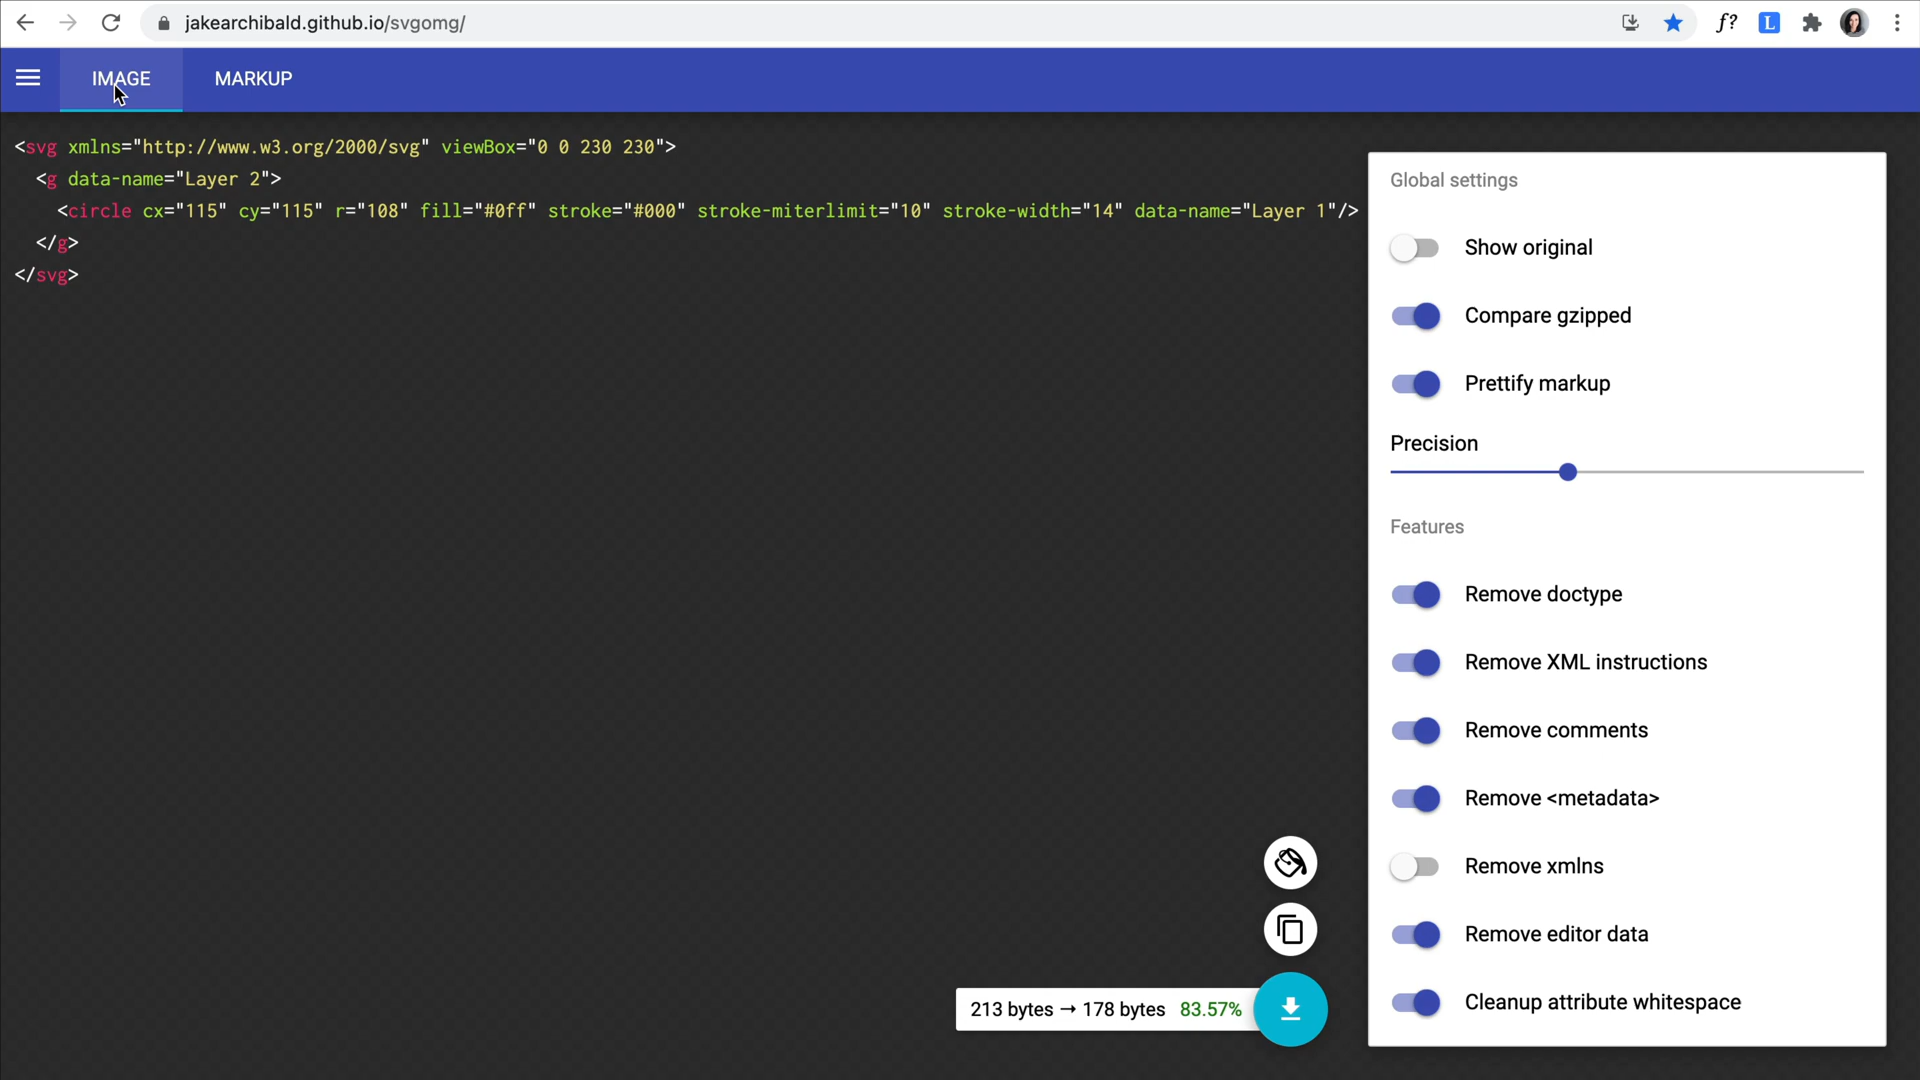 jakearchibald.github.io/svgomg/
f?
L
IMAGE
MARKUP
<svg xmlns="http://www.w3.org/2000/svg" viewBox="0 0 230 230">
<g data-name="Layer 2">
<circle cx="115" cy="115" r="108" fill="#0ff" stroke="#000" stroke-miterlimit="10" stroke-width="14" data-name="Layer 1"/>
</g>
</svg>
Global settings
Show original
Compare gzipped
Prettify markup
Precision
Features
Remove doctype
Remove XML instructions
Remove comments
Remove <metadata>
Remove xmlns
Remove editor data
Cleanup attribute whitespace
213 bytes → 178 bytes 83.57%